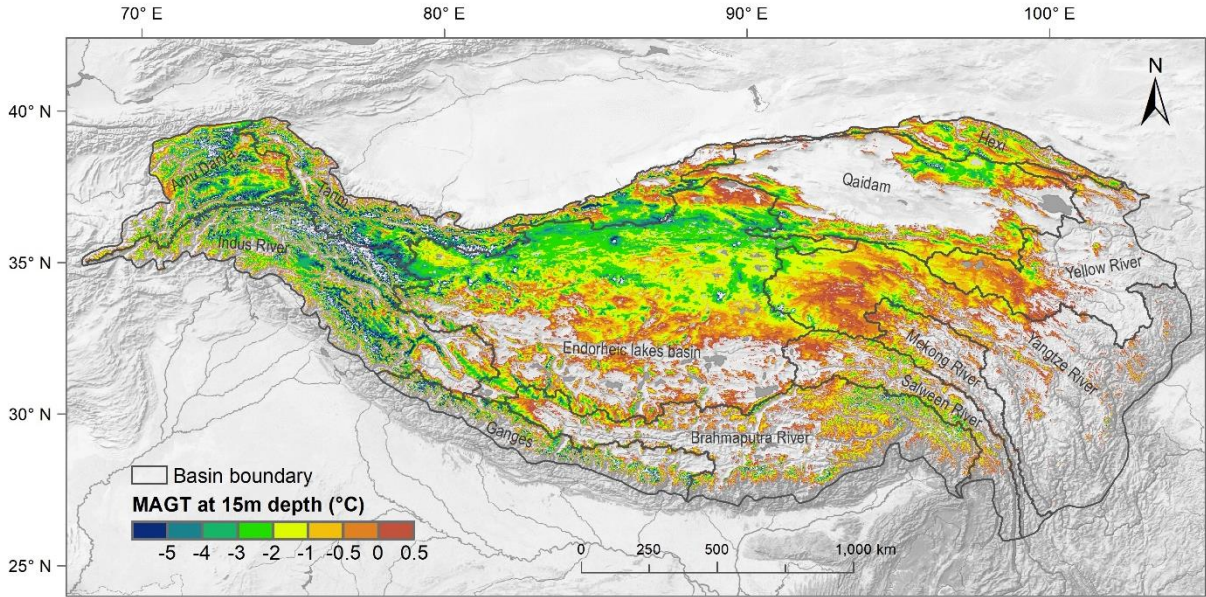 70° E 80° E 90° E 100° E
N
40° N
35° N
30° N
25° N
Amu Darya
Tarim
Indus River
Hexi
Qaidam
Yellow River
Endorheic lakes basin
Mekong River
Yangtze River
Salveen River
Ganges
Brahmaputra River
Basin boundary
MAGT at 15m depth (°C)
-5 -4 -3 -2 -1 -0.5 0 0.5
0 250 500 1,000 km